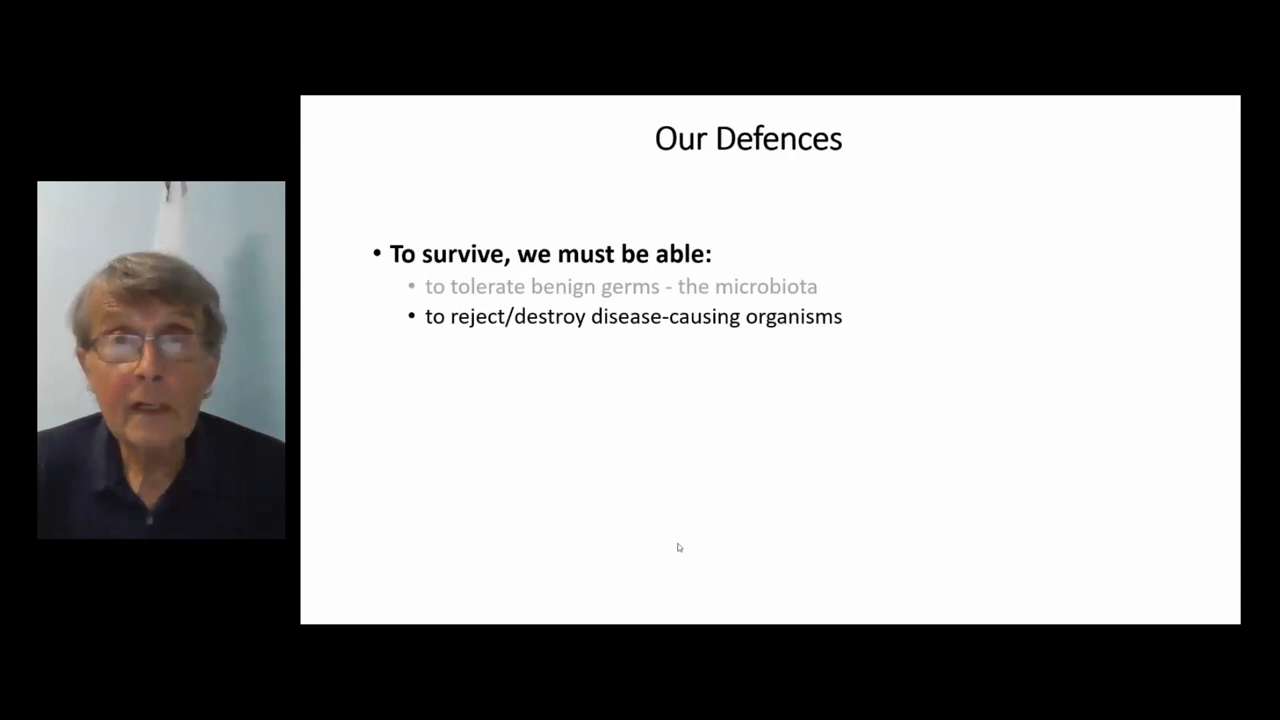 Our Defences
• To survive, we must be able:
• to tolerate benign germs - the microbiota
• to reject/destroy disease-causing organisms